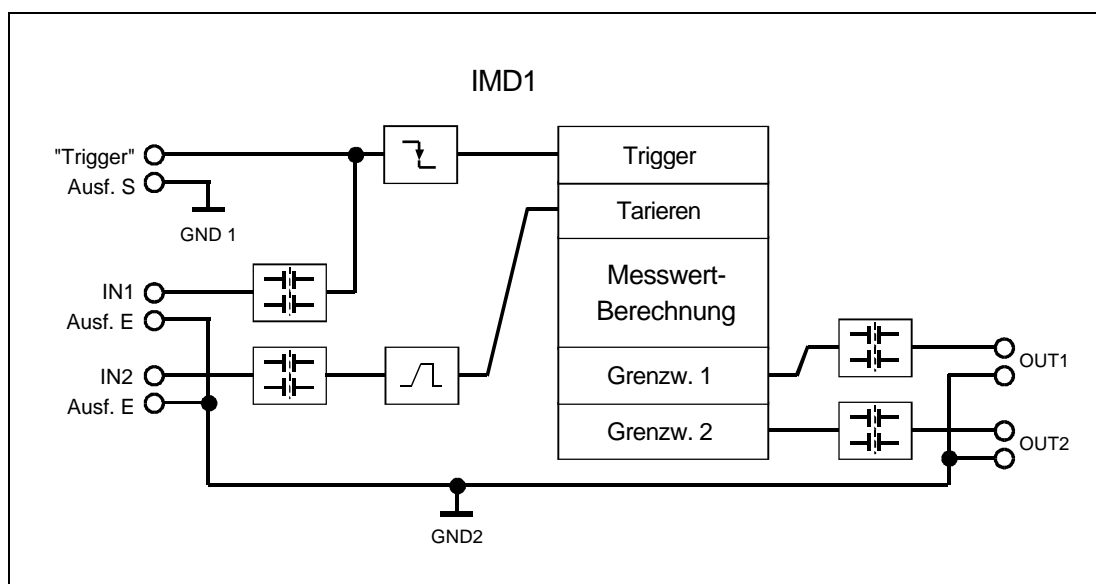 IMD1
"Trigger"
Ausf. S
GND 1
IN1
Ausf. E
IN2
Ausf. E
Trigger
Tarieren
Messwert-
Berechnung
Grenzw. 1
Grenzw. 2
OUT1
OUT2
GND2